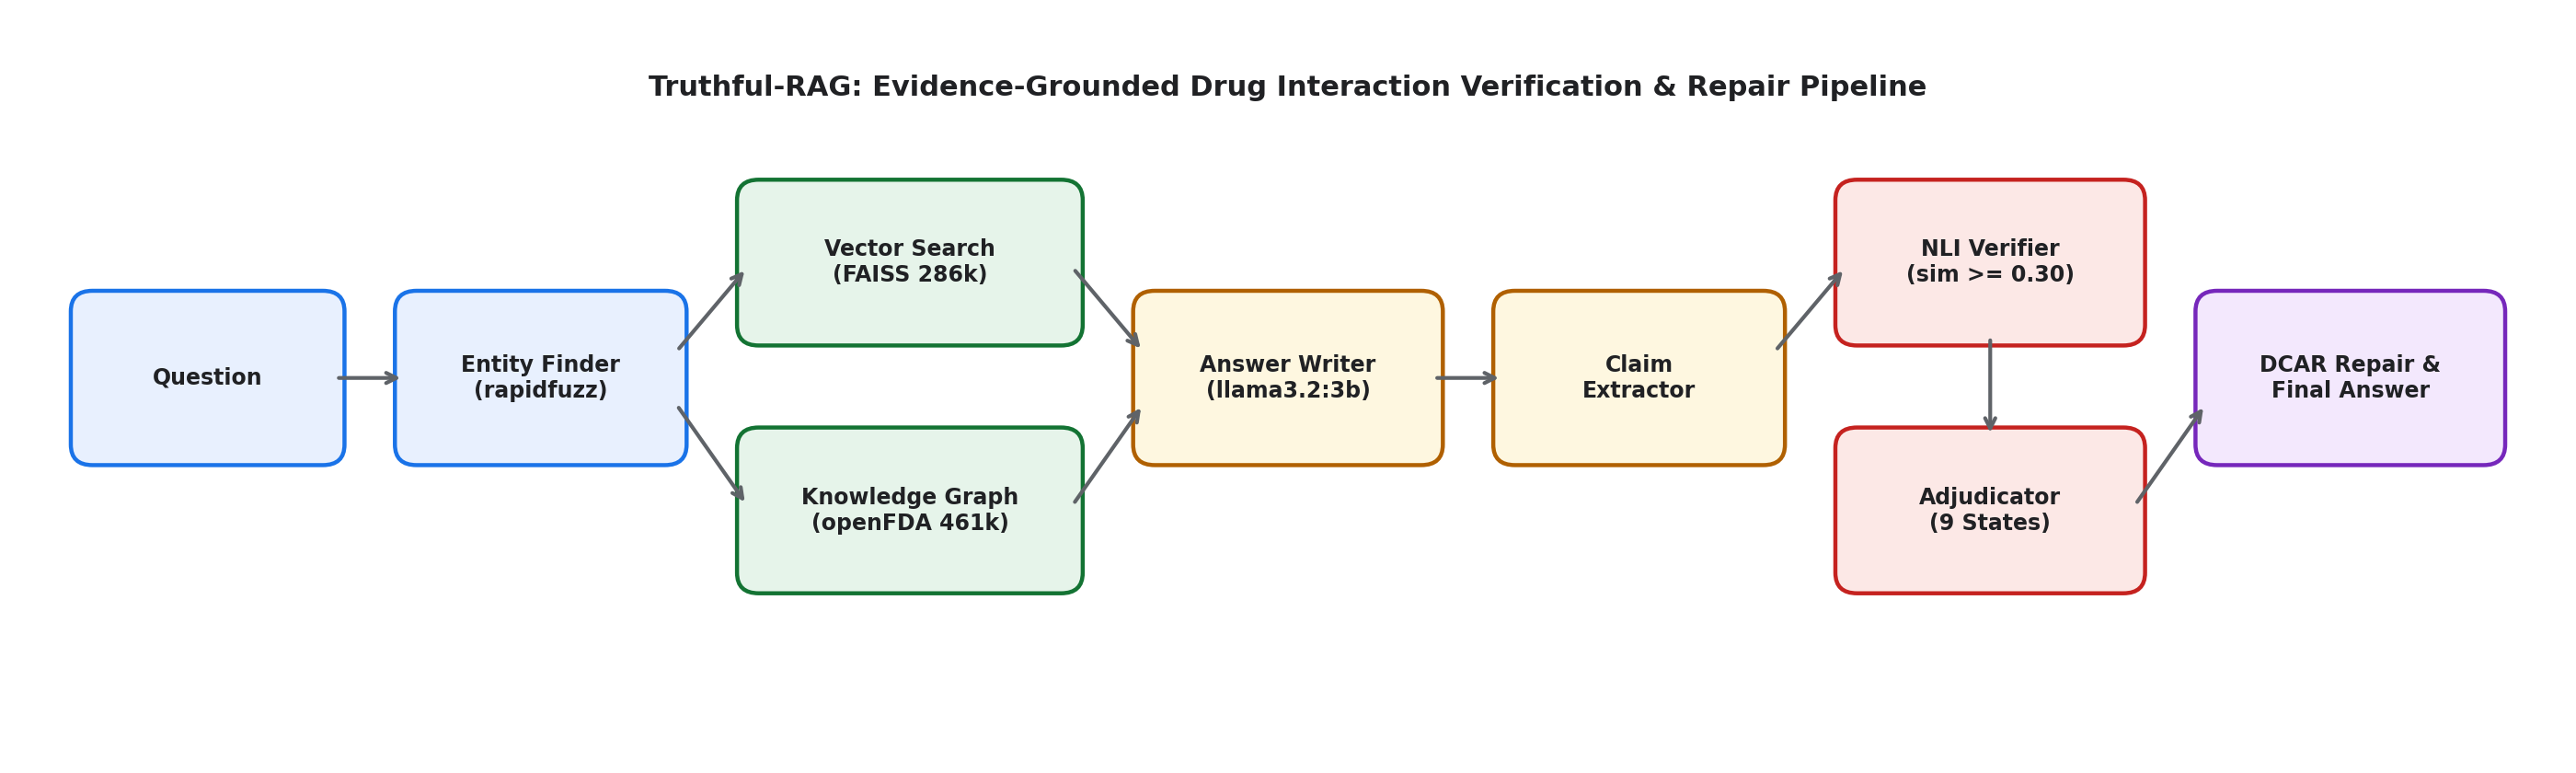 Truthful-RAG: Evidence-Grounded Drug Interaction Verification & Repair Pipeline
Question
Entity Finder
(rapidfuzz)
Vector Search
(FAISS 286k)
Knowledge Graph
(openFDA 461k)
Answer Writer
(llama3.2:3b)
Claim
Extractor
NLI Verifier
(sim >= 0.30)
Adjudicator
(9 States)
DCAR Repair &
Final Answer